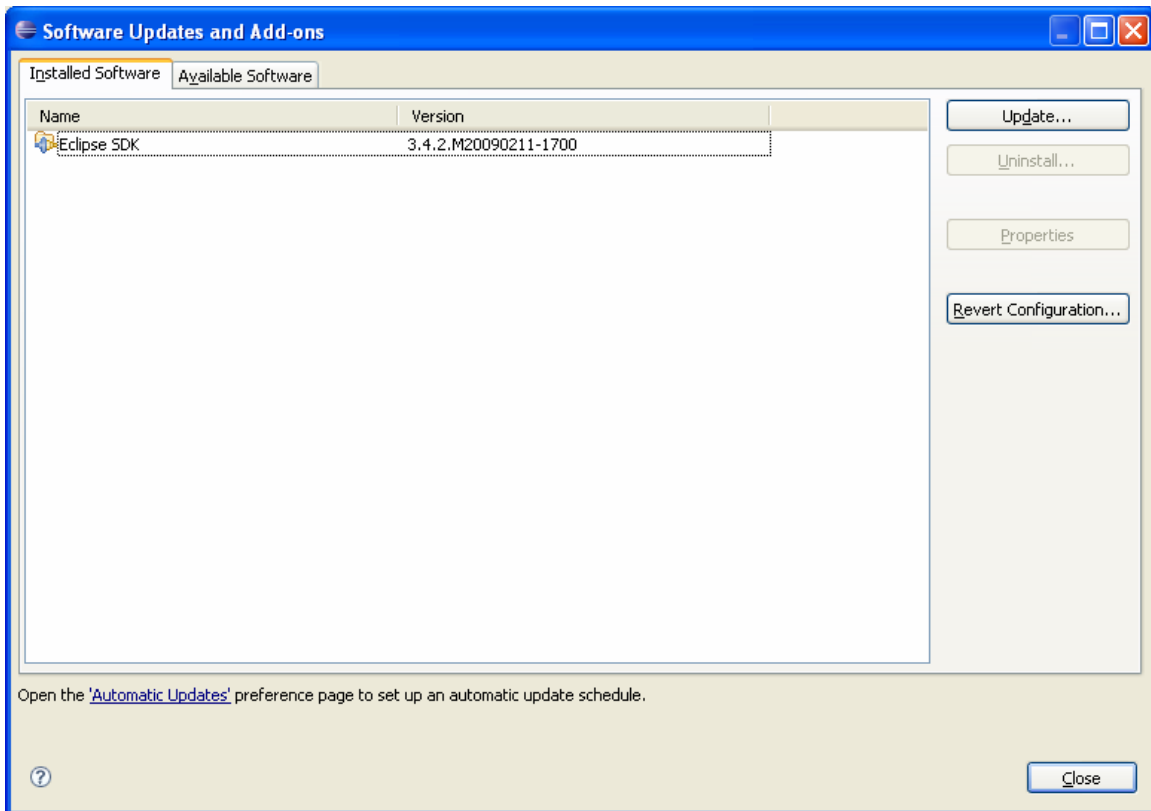 Software Updates and Add-ons
Installed Software Available Software
Name Version
Eclipse SDK 3.4.2.M20090211-1700
Update...
Uninstall...
Properties
Revert Configuration...
Open the 'Automatic Updates' preference page to set up an automatic update schedule.
?
Close